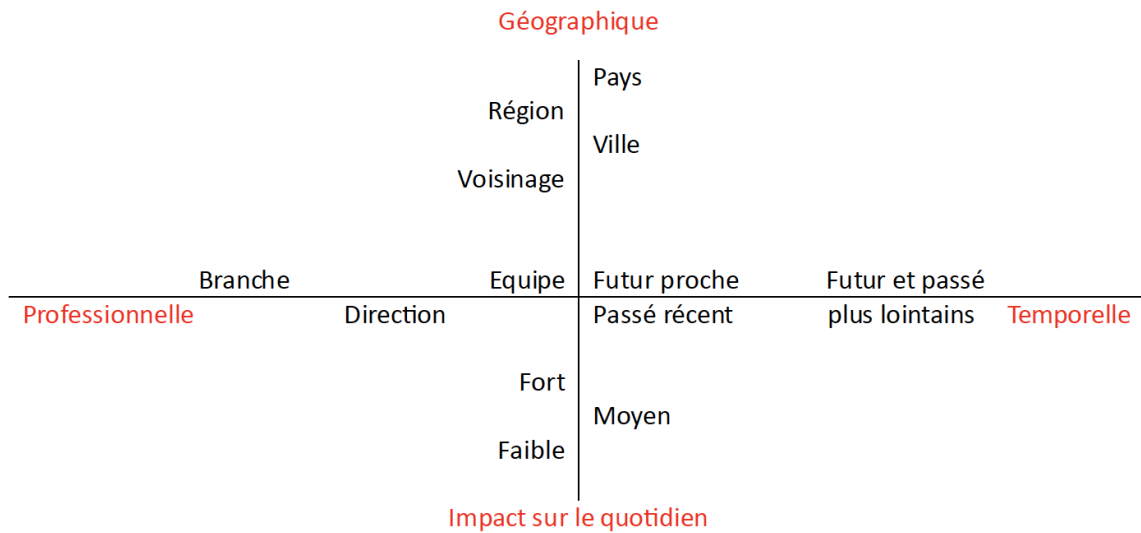 Géographique
Pays
Région
Ville
Voisinage
Branche
Equipe
Futur proche
Futur et passé
Professionnelle
Direction
Passé récent
plus lointains
Temporelle
Fort
Moyen
Faible
Impact sur le quotidien